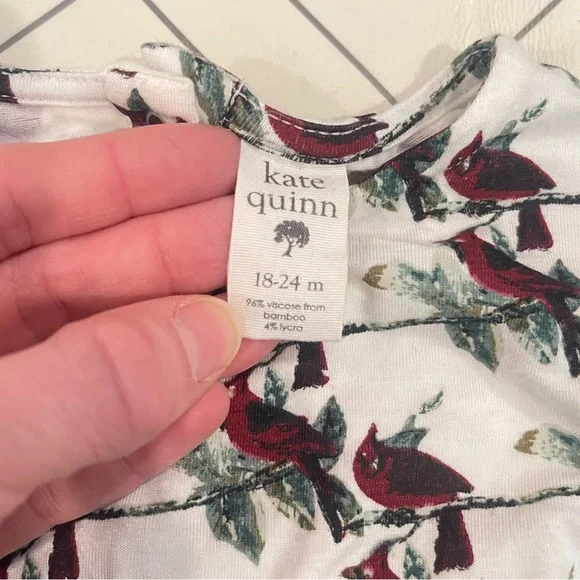 kate
quinn
18-24 m
96% viscose from
bamboo
4% lycra